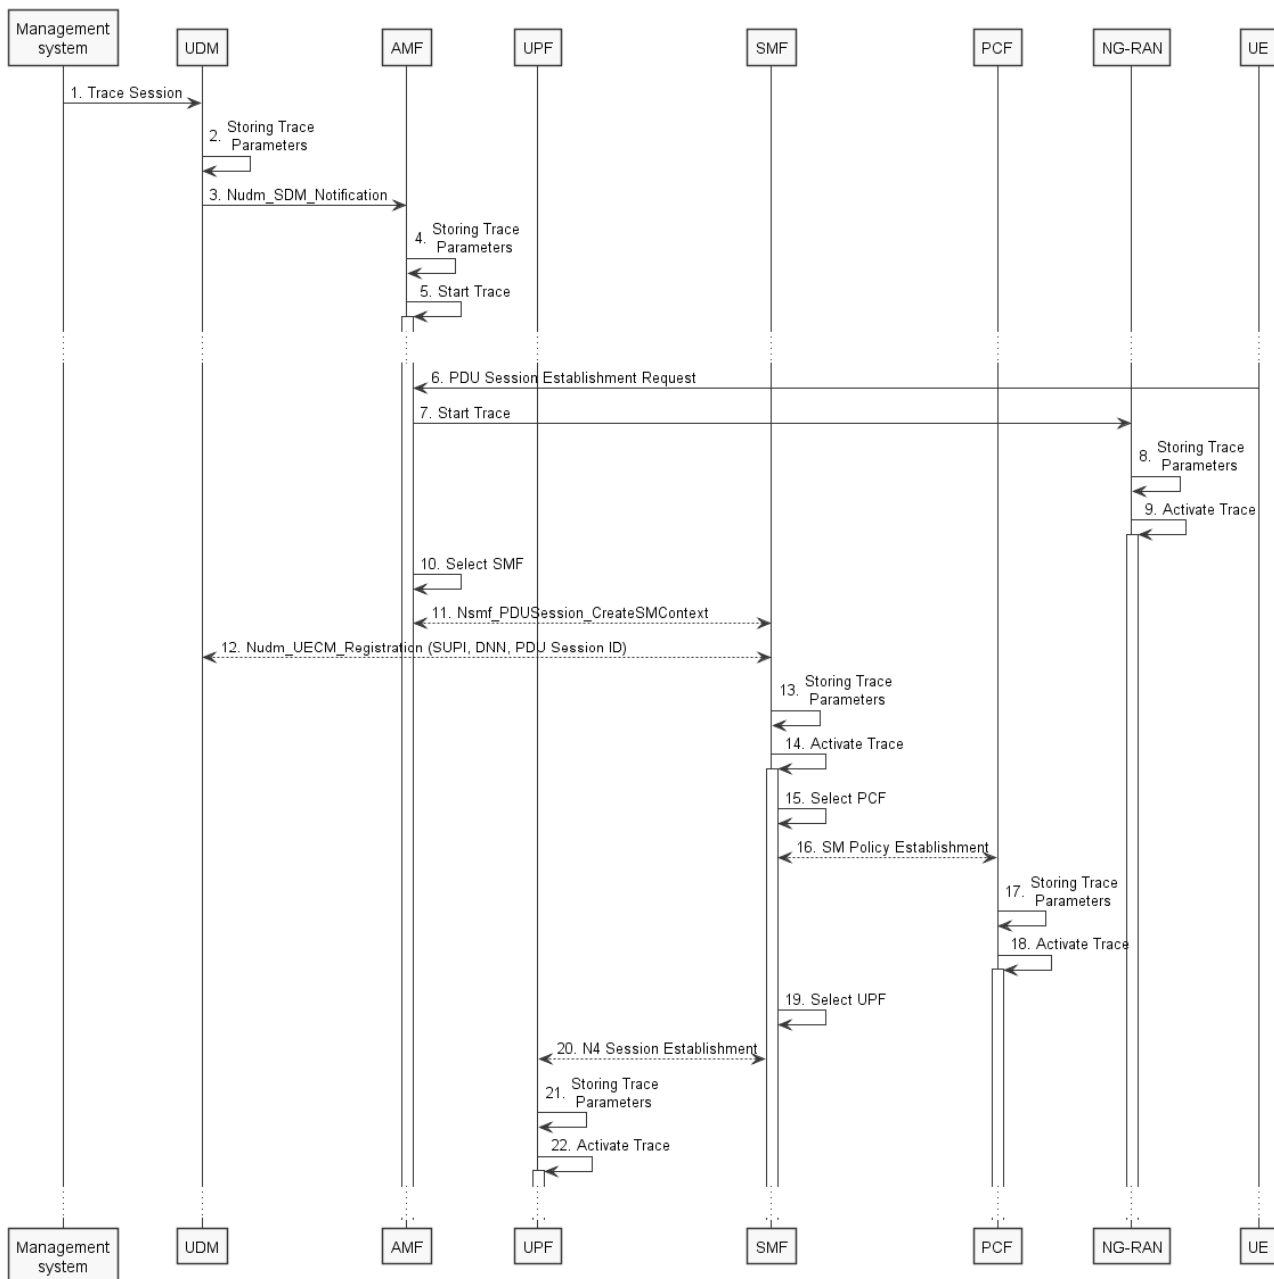 Management
system
UDM
AMF
UPF
SMF
PCF
NG-RAN
UE
1. Trace Session
2. Storing Trace
Parameters
3. Nudm_SDM_Notification
4. Storing Trace
Parameters
5. Start Trace
6. PDU Session Establishment Request
7. Start Trace
8. Storing Trace
Parameters
9. Activate Trace
10. Select SMF
11. Nsmf_PDUSession_CreateSMContext
12. Nudm_UECM_Registration (SUPI, DNN, PDU Session ID)
13. Storing Trace
Parameters
14. Activate Trace
15. Select PCF
16. SM Policy Establishment
17. Storing Trace
Parameters
18. Activate Trace
19. Select UPF
20. N4 Session Establishment
21. Storing Trace
Parameters
22. Activate Trace
Management
system
UDM
AMF
UPF
SMF
PCF
NG-RAN
UE